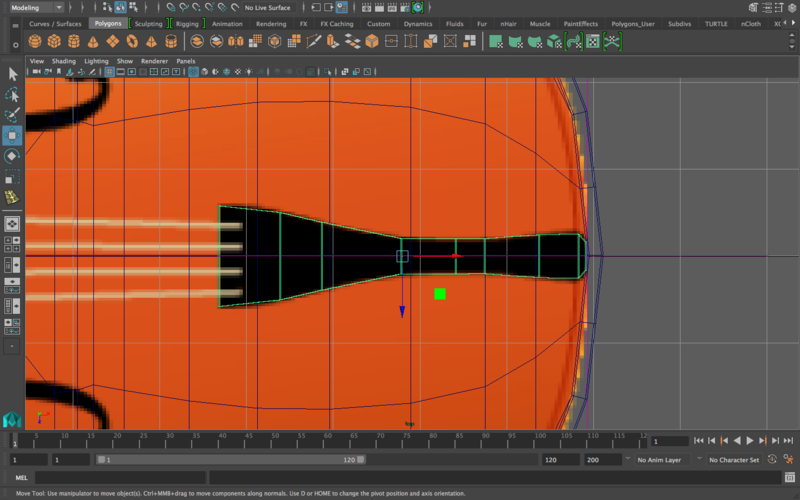 Modeling No Live Surface
Curves / Surfaces Polygons Sculpting Rigging Animation Rendering FX FX Caching Custom Dynamics Fluids Fur nHair Muscle PaintEffects Polygons_User Subdivs TURTLE nCloth
View Shading Lighting Show Renderer Panels
top
5 10 15 20 25 30 35 40 45 50 55 60 65 70 75 80 85 90 95 100 105 110 115 12
1 1
1 1 1 120 120 200 No Anim Layer No Character Set
MEL
Move Tool: Use manipulator to move object(s). Ctrl+MMB+drag to move components along normals. Use D or HOME to change the pivot position and axis orientation.